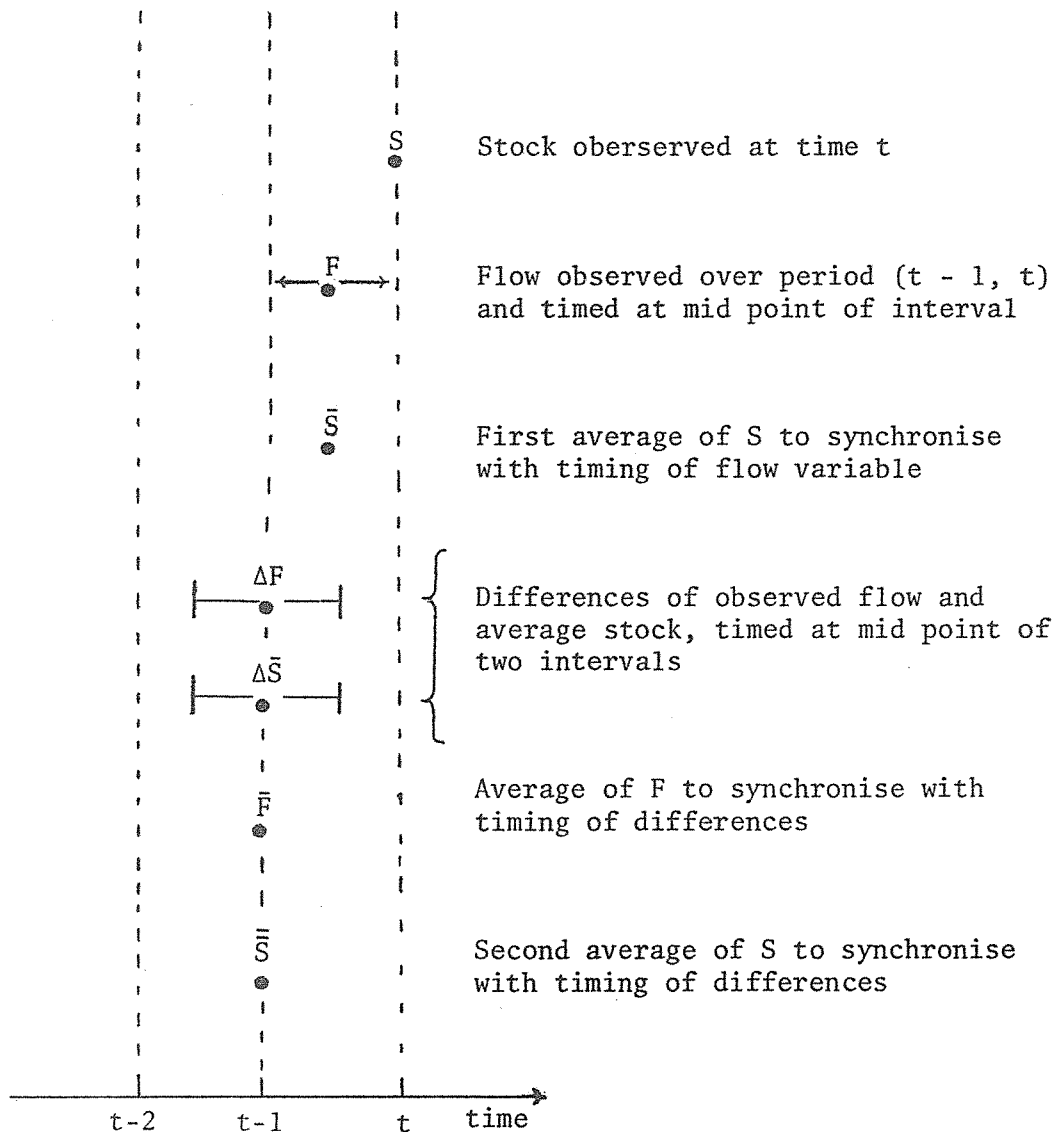 S
Stock oberserved at time t
F
Flow observed over period (t - 1, t)
and timed at mid point of interval
S̄
First average of S to synchronise
with timing of flow variable
ΔF
Differences of observed flow and
average stock, timed at mid point of
two intervals
ΔS̄
F̄
Average of F to synchronise with
timing of differences
S̿
Second average of S to synchronise
with timing of differences
t-2 t-1 t time